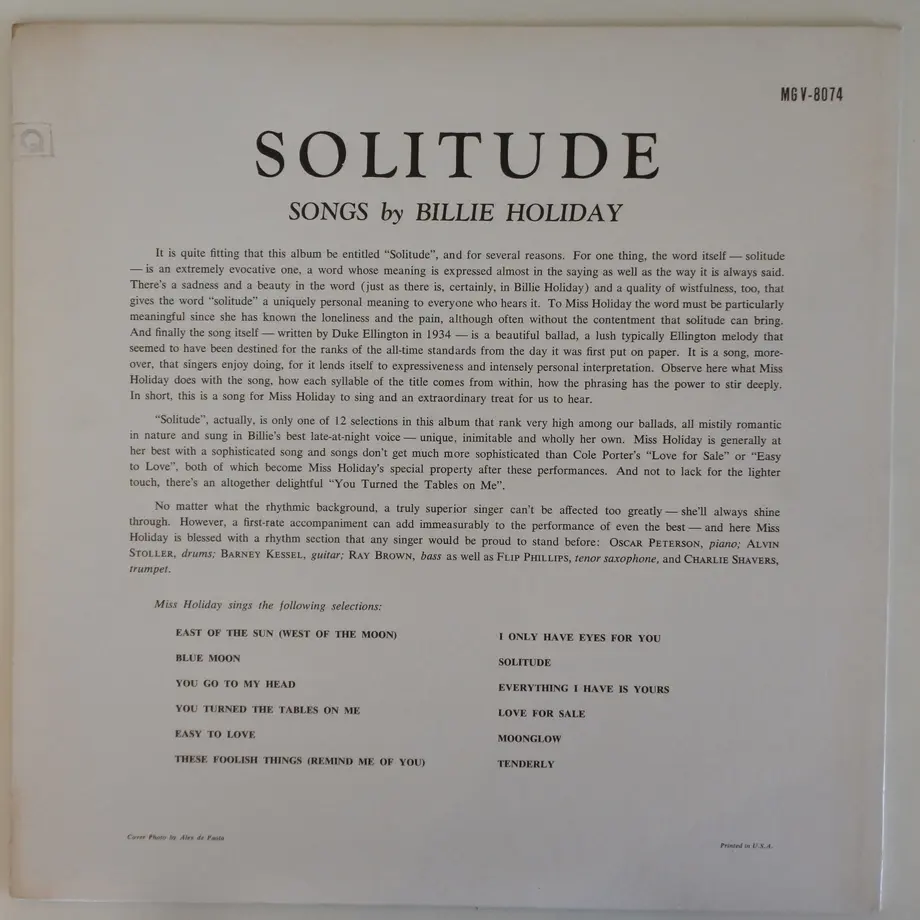 MG V-8074
Q
SOLITUDE
SONGS by BILLIE HOLIDAY
It is quite fitting that this album be entitled “Solitude”, and for several reasons. For one thing, the word itself — solitude
— is an extremely evocative one, a word whose meaning is expressed almost in the saying as well as the way it is always said.
There’s a sadness and a beauty in the word (just as there is, certainly, in Billie Holiday) and a quality of wistfulness, too, that
gives the word “solitude” a uniquely personal meaning to everyone who hears it. To Miss Holiday the word must be particularly
meaningful since she has known the loneliness and the pain, although often without the contentment that solitude can bring.
And finally the song itself — written by Duke Ellington in 1934 — is a beautiful ballad, a lush typically Ellington melody that
seemed to have been destined for the ranks of the all-time standards from the day it was first put on paper. It is a song, more-
over, that singers enjoy doing, for it lends itself to expressiveness and intensely personal interpretation. Observe here what Miss
Holiday does with the song, how each syllable of the title comes from within, how the phrasing has the power to stir deeply.
In short, this is a song for Miss Holiday to sing and an extraordinary treat for us to hear.
“Solitude”, actually, is only one of 12 selections in this album that rank very high among our ballads, all mistily romantic
in nature and sung in Billie’s best late-at-night voice — unique, inimitable and wholly her own. Miss Holiday is generally at
her best with a sophisticated song and songs don’t get much more sophisticated than Cole Porter’s “Love for Sale” or “Easy
to Love”, both of which become Miss Holiday’s special property after these performances. And not to lack for the lighter
touch, there’s an altogether delightful “You Turned the Tables on Me”.
No matter what the rhythmic background, a truly superior singer can’t be affected too greatly — she’ll always shine
through. However, a first-rate accompaniment can add immeasurably to the performance of even the best — and here Miss
Holiday is blessed with a rhythm section that any singer would be proud to stand before: OSCAR PETERSON, piano; ALVIN
STOLLER, drums; BARNEY KESSEL, guitar; RAY BROWN, bass as well as FLIP PHILLIPS, tenor saxophone, and CHARLIE SHAVERS,
trumpet.
Miss Holiday sings the following selections:
EAST OF THE SUN (WEST OF THE MOON)
BLUE MOON
YOU GO TO MY HEAD
YOU TURNED THE TABLES ON ME
EASY TO LOVE
THESE FOOLISH THINGS (REMIND ME OF YOU)
I ONLY HAVE EYES FOR YOU
SOLITUDE
EVERYTHING I HAVE IS YOURS
LOVE FOR SALE
MOONGLOW
TENDERLY
Cover Photo by Alex de Paola
Printed in U.S.A.